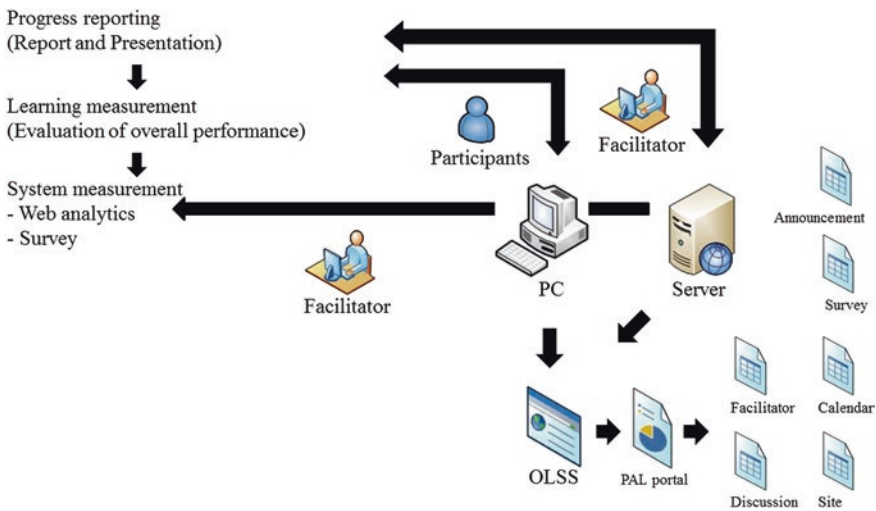 Progress reporting
(Report and Presentation)
Learning measurement
(Evaluation of overall performance)
System measurement
- Web analytics
- Survey
Participants
Facilitator
Facilitator
PC
Server
Announcement
Survey
Facilitator
Calendar
OLSS
PAL portal
Discussion
Site